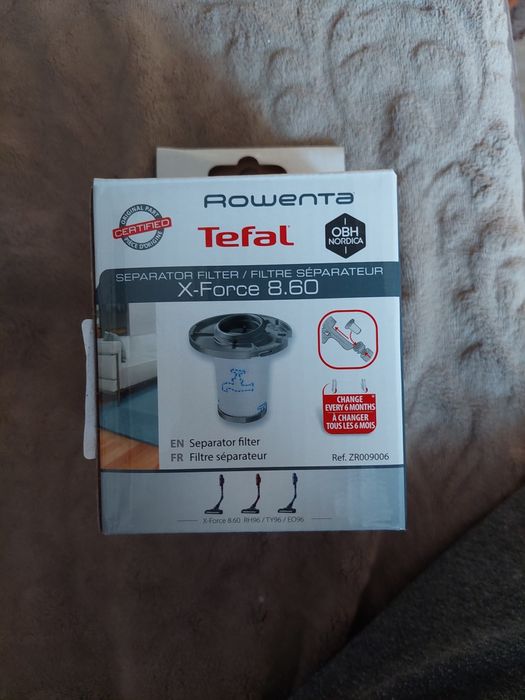 Rowenta
ORIGINAL PART
CERTIFIED
PIÈCE D'ORIGINE
Tefal
OBH
NORDICA
SEPARATOR FILTER / FILTRE SÉPARATEUR
X-Force 8.60
CHANGE
EVERY 6 MONTHS
À CHANGER
TOUS LES 6 MOIS
EN Separator filter
FR Filtre séparateur
Ref. ZR009006
X-Force 8.60 RH96 / TY96 / EO96